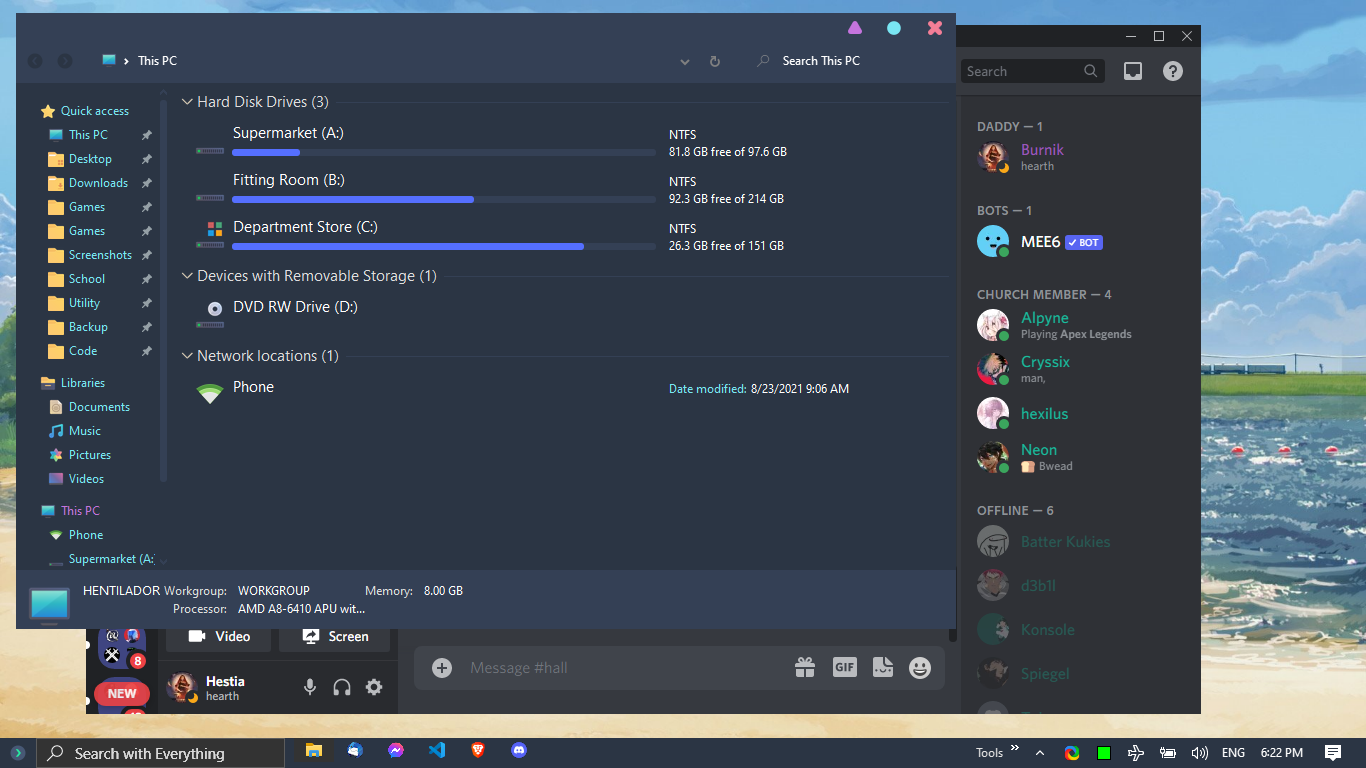 This PC
Search This PC
Quick access
This PC
Desktop
Downloads
Games
Games
Screenshots
School
Utility
Backup
Code
Libraries
Documents
Music
Pictures
Videos
This PC
Phone
Supermarket (A:
Hard Disk Drives (3)
Supermarket (A:)
NTFS
81.8 GB free of 97.6 GB
Fitting Room (B:)
NTFS
92.3 GB free of 214 GB
Department Store (C:)
NTFS
26.3 GB free of 151 GB
Devices with Removable Storage (1)
DVD RW Drive (D:)
Network locations (1)
Phone
Date modified: 8/23/2021 9:06 AM
HENTILADOR Workgroup: WORKGROUP Memory: 8.00 GB
Processor: AMD A8-6410 APU wit...
Search
DADDY — 1
Burnik
hearth
BOTS — 1
MEE6 BOT
CHURCH MEMBER — 4
Alpyne
Playing Apex Legends
Cryssix
man,
hexilus
Neon
Bwead
OFFLINE — 6
Batter Kukies
d3b1l
Konsole
Spiegel
8
NEW
Video
Screen
Hestia
hearth
Message #hall
GIF
Search with Everything
Tools
ENG
6:22 PM